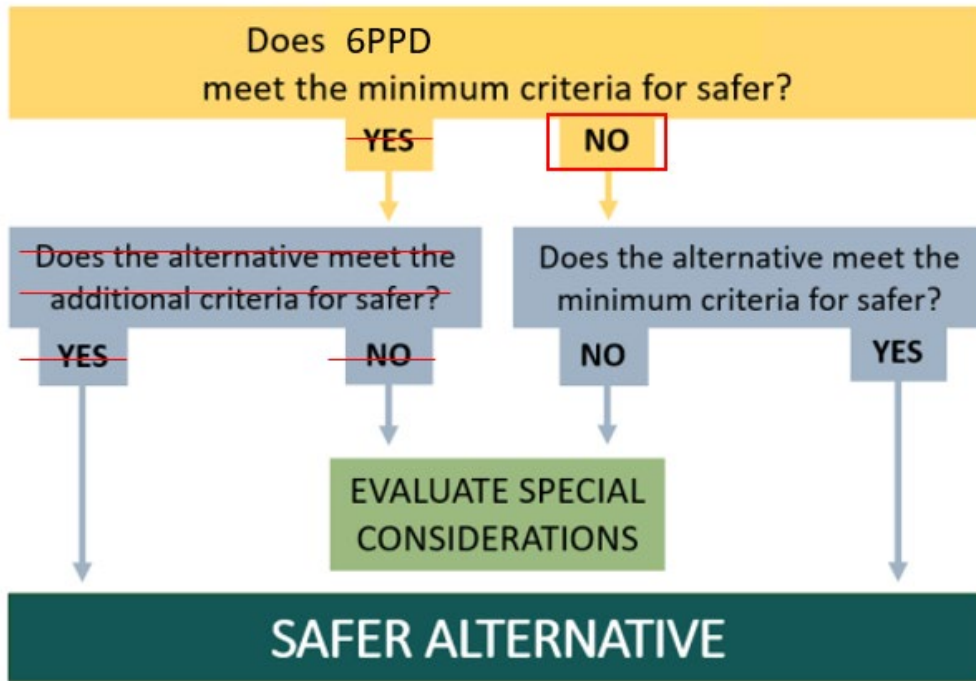 Does 6PPD
meet the minimum criteria for safer?
YES
NO
Does the alternative meet the
additional criteria for safer?
YES
NO
Does the alternative meet the
minimum criteria for safer?
NO
YES
EVALUATE SPECIAL
CONSIDERATIONS
SAFER ALTERNATIVE